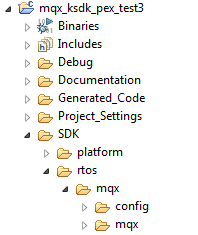 mqx_ksdk_pex_test3
Binaries
Includes
Debug
Documentation
Generated_Code
Project_Settings
SDK
platform
rtos
mqx
config
mqx